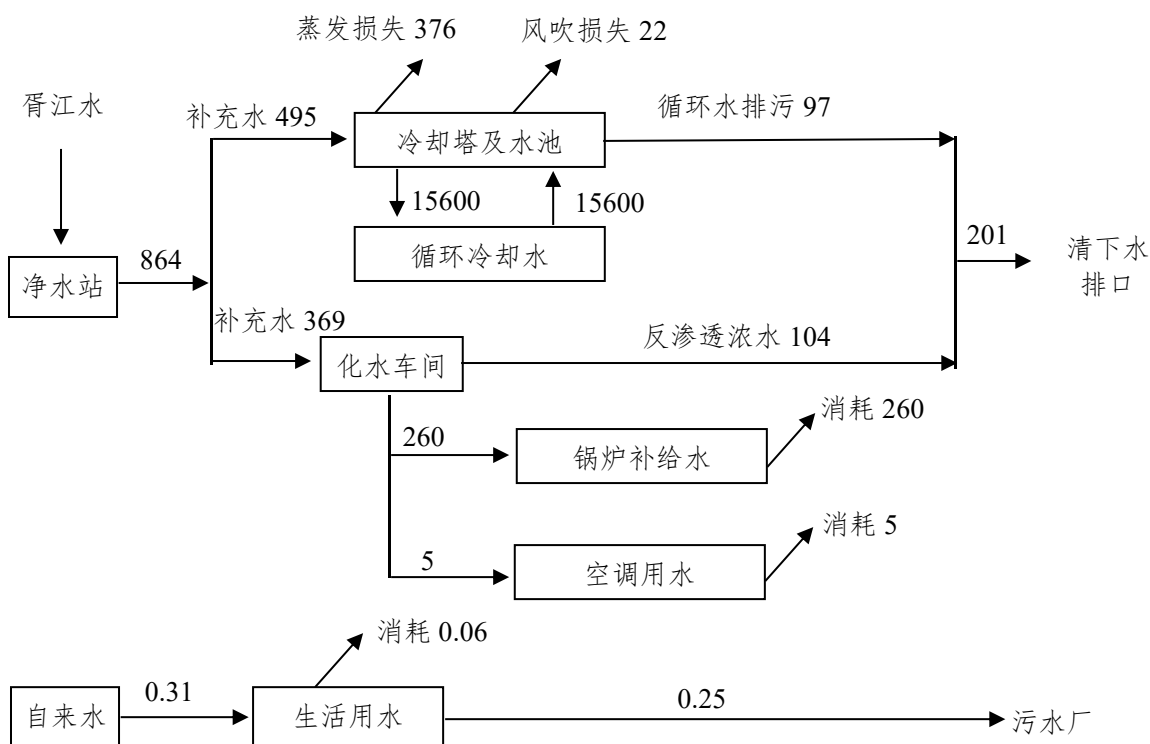 蒸发损失 376
风吹损失 22
胥江水
补充水 495
冷却塔及水池
循环水排污 97
15600
15600
循环冷却水
净水站
864
201
清下水
排口
补充水 369
化水车间
反渗透浓水 104
260
锅炉补给水
消耗 260
5
空调用水
消耗 5
消耗 0.06
自来水
0.31
生活用水
0.25
污水厂